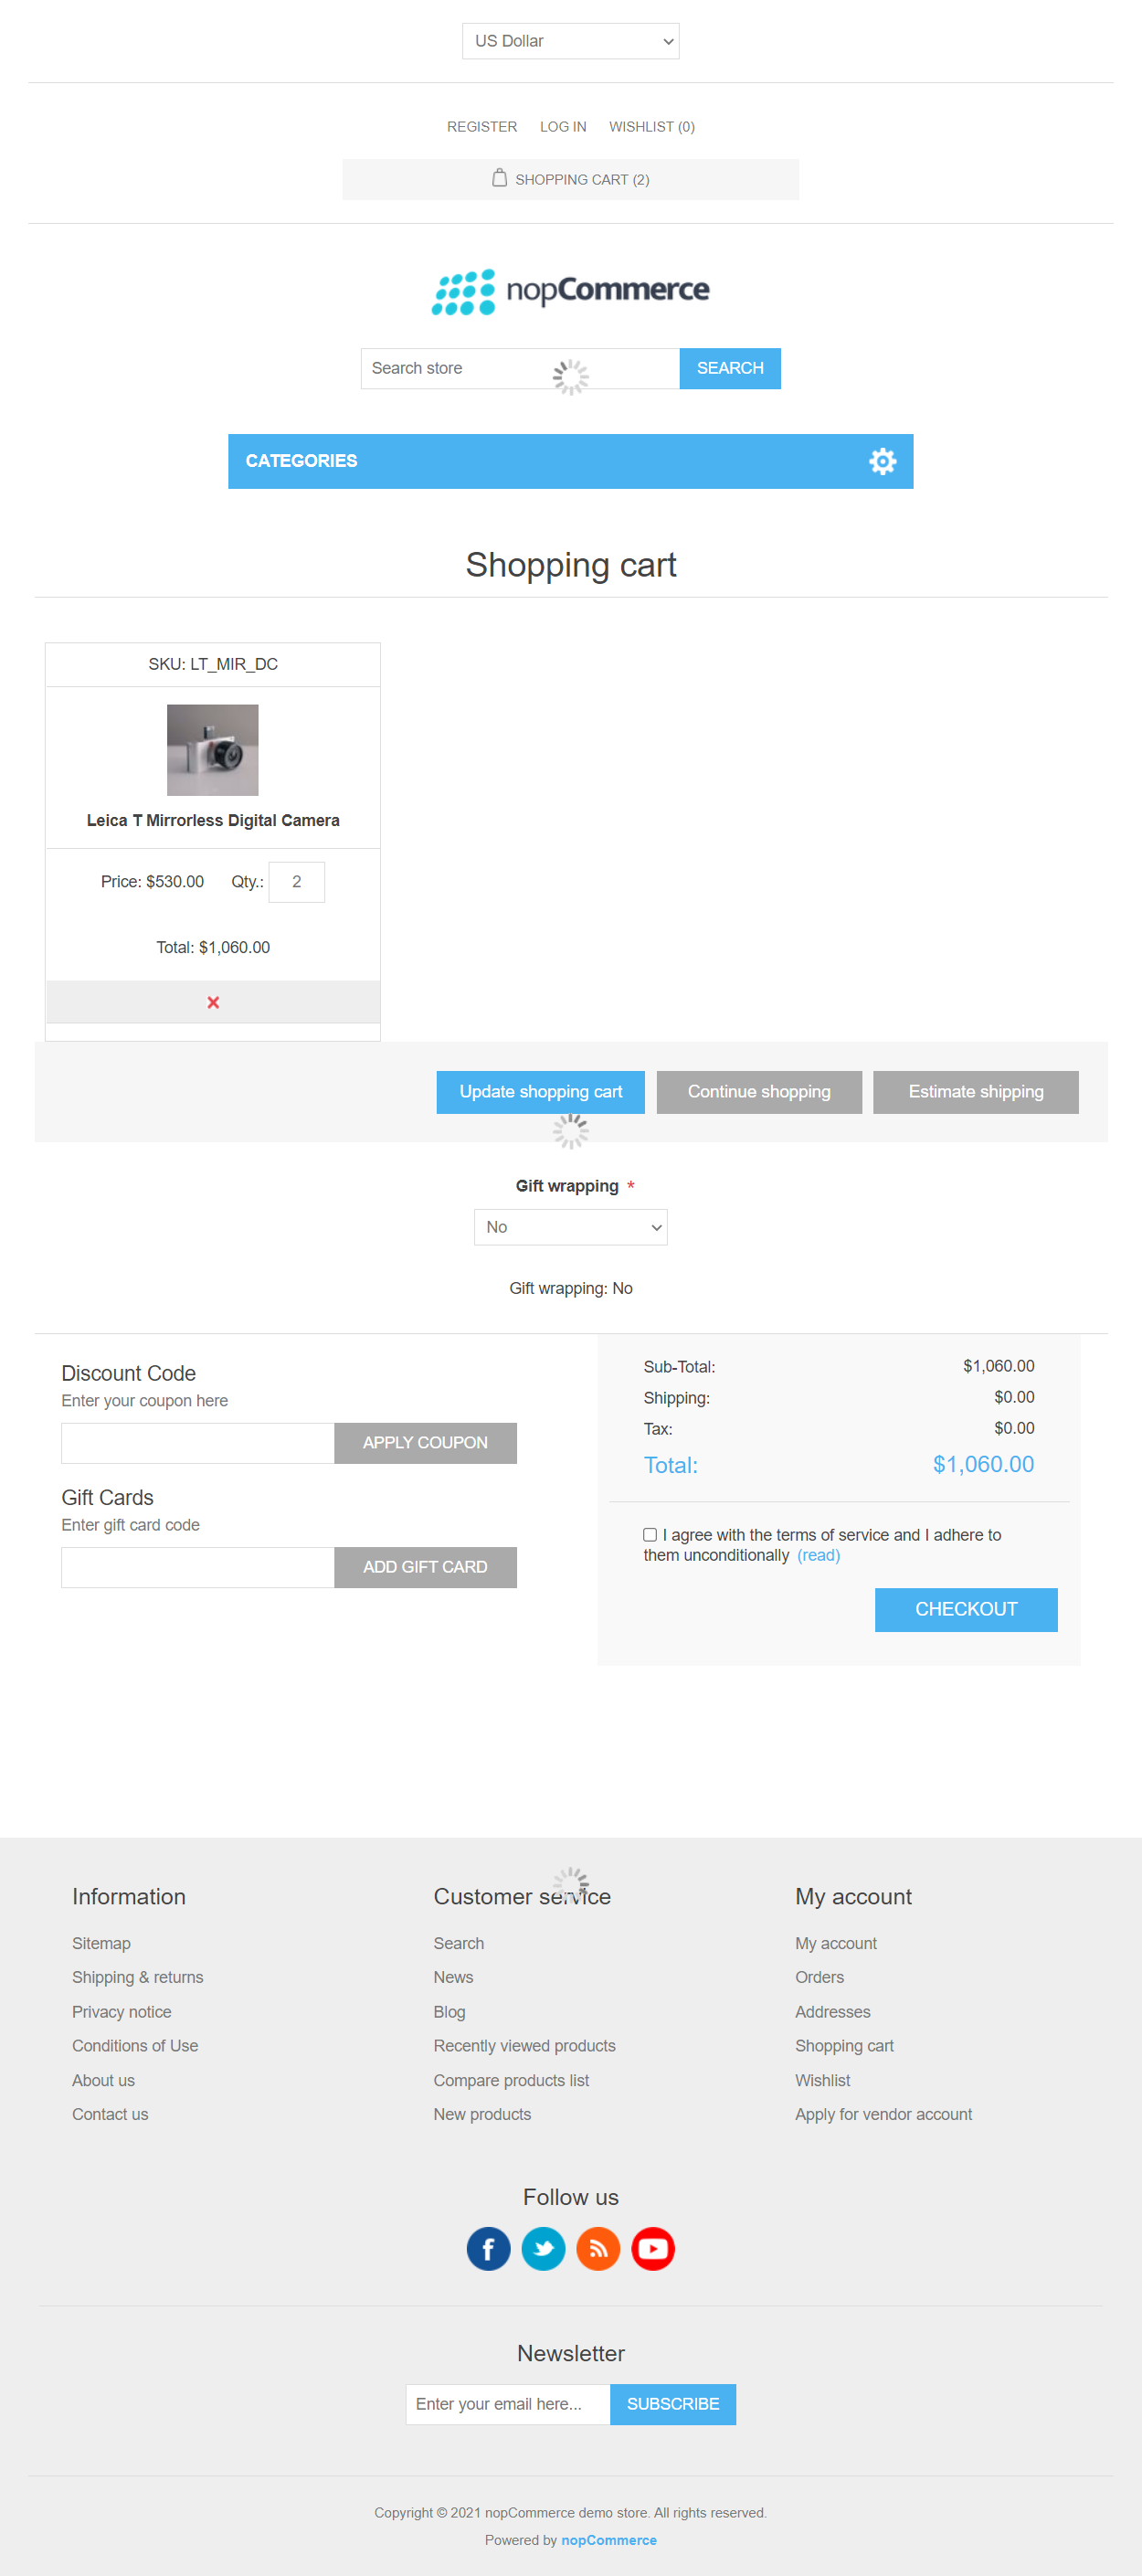 US Dollar
REGISTER LOG IN WISHLIST (0)
SHOPPING CART (2)
nopCommerce
Search store SEARCH
CATEGORIES
Shopping cart
SKU: LT_MIR_DC
Leica T Mirrorless Digital Camera
Price: $530.00 Qty.: 2
Total: $1,060.00
Update shopping cart Continue shopping Estimate shipping
Gift wrapping *
No
Gift wrapping: No
Discount Code
Enter your coupon here
APPLY COUPON
Gift Cards
Enter gift card code
ADD GIFT CARD
Sub-Total: $1,060.00
Shipping: $0.00
Tax: $0.00
Total: $1,060.00
I agree with the terms of service and I adhere to
them unconditionally (read)
CHECKOUT
Information
Sitemap
Shipping & returns
Privacy notice
Conditions of Use
About us
Contact us
Customer service
Search
News
Blog
Recently viewed products
Compare products list
New products
My account
My account
Orders
Addresses
Shopping cart
Wishlist
Apply for vendor account
Follow us
Newsletter
Enter your email here... SUBSCRIBE
Copyright © 2021 nopCommerce demo store. All rights reserved.
Powered by nopCommerce